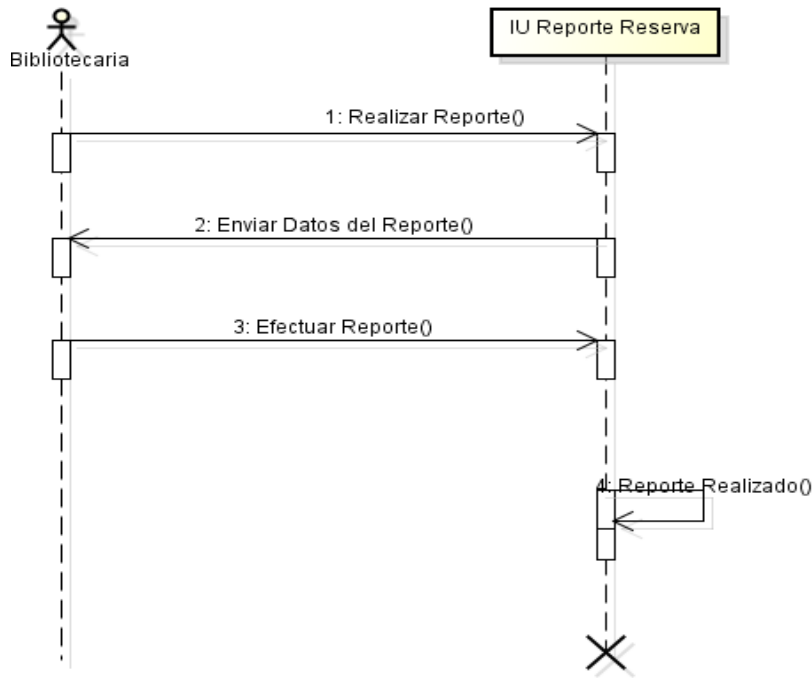 Bibliotecaria
IU Reporte Reserva
1: Realizar Reporte()
2: Enviar Datos del Reporte()
3: Efectuar Reporte()
4: Reporte Realizado()